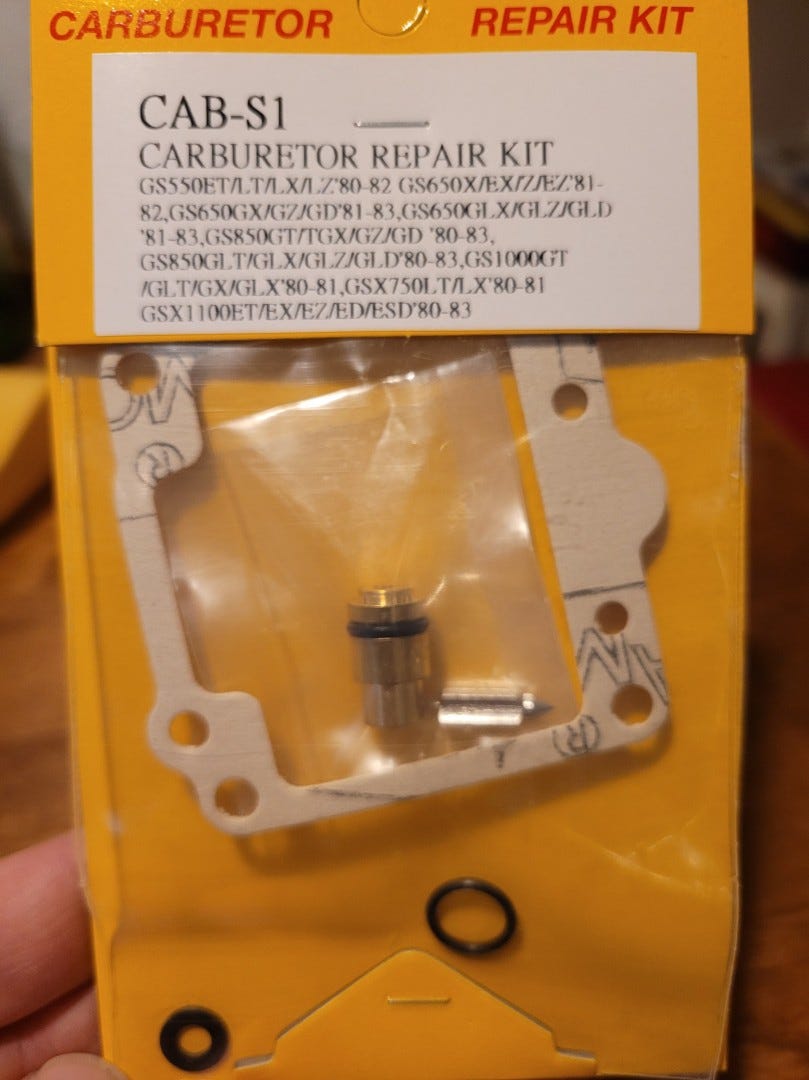 CARBURETOR REPAIR KIT
CAB-S1
CARBURETOR REPAIR KIT
GS550ET/LT/LX/LZ'80-82 GS650X/EX/Z/EZ'81-
82,GS650GX/GZ/GD'81-83,GS650GLX/GLZ/GLD
'81-83,GS850GT/TGX/GZ/GD '80-83,
GS850GLT/GLX/GLZ/GLD'80-83,GS1000GT
/GLT/GX/GLX'80-81,GSX750LT/LX'80-81
GSX1100ET/EX/EZ/ED/ESD'80-83
(R)
(R)